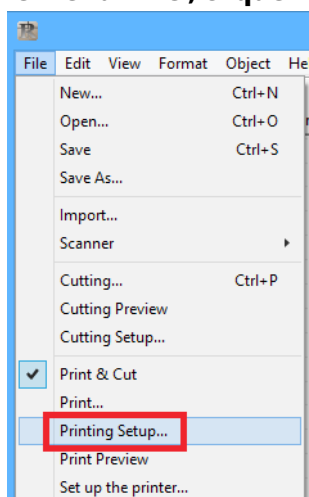 File Edit View Format Object He
New... Ctrl+N
Open... Ctrl+O
Save Ctrl+S
Save As...
Import...
Scanner
Cutting... Ctrl+P
Cutting Preview
Cutting Setup...
Print & Cut
Print...
Printing Setup...
Print Preview
Set up the printer...